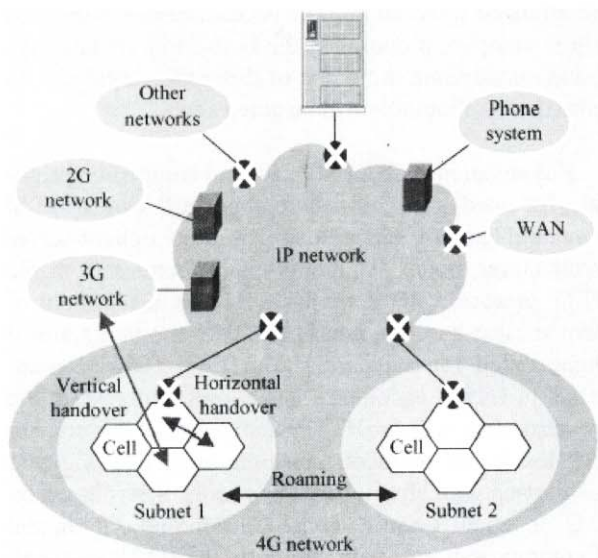 Other
networks
Phone
system
2G
network
WAN
IP network
3G
network
Vertical
handover
Horizontal
handover
Cell
Cell
Roaming
Subnet 1
Subnet 2
4G network